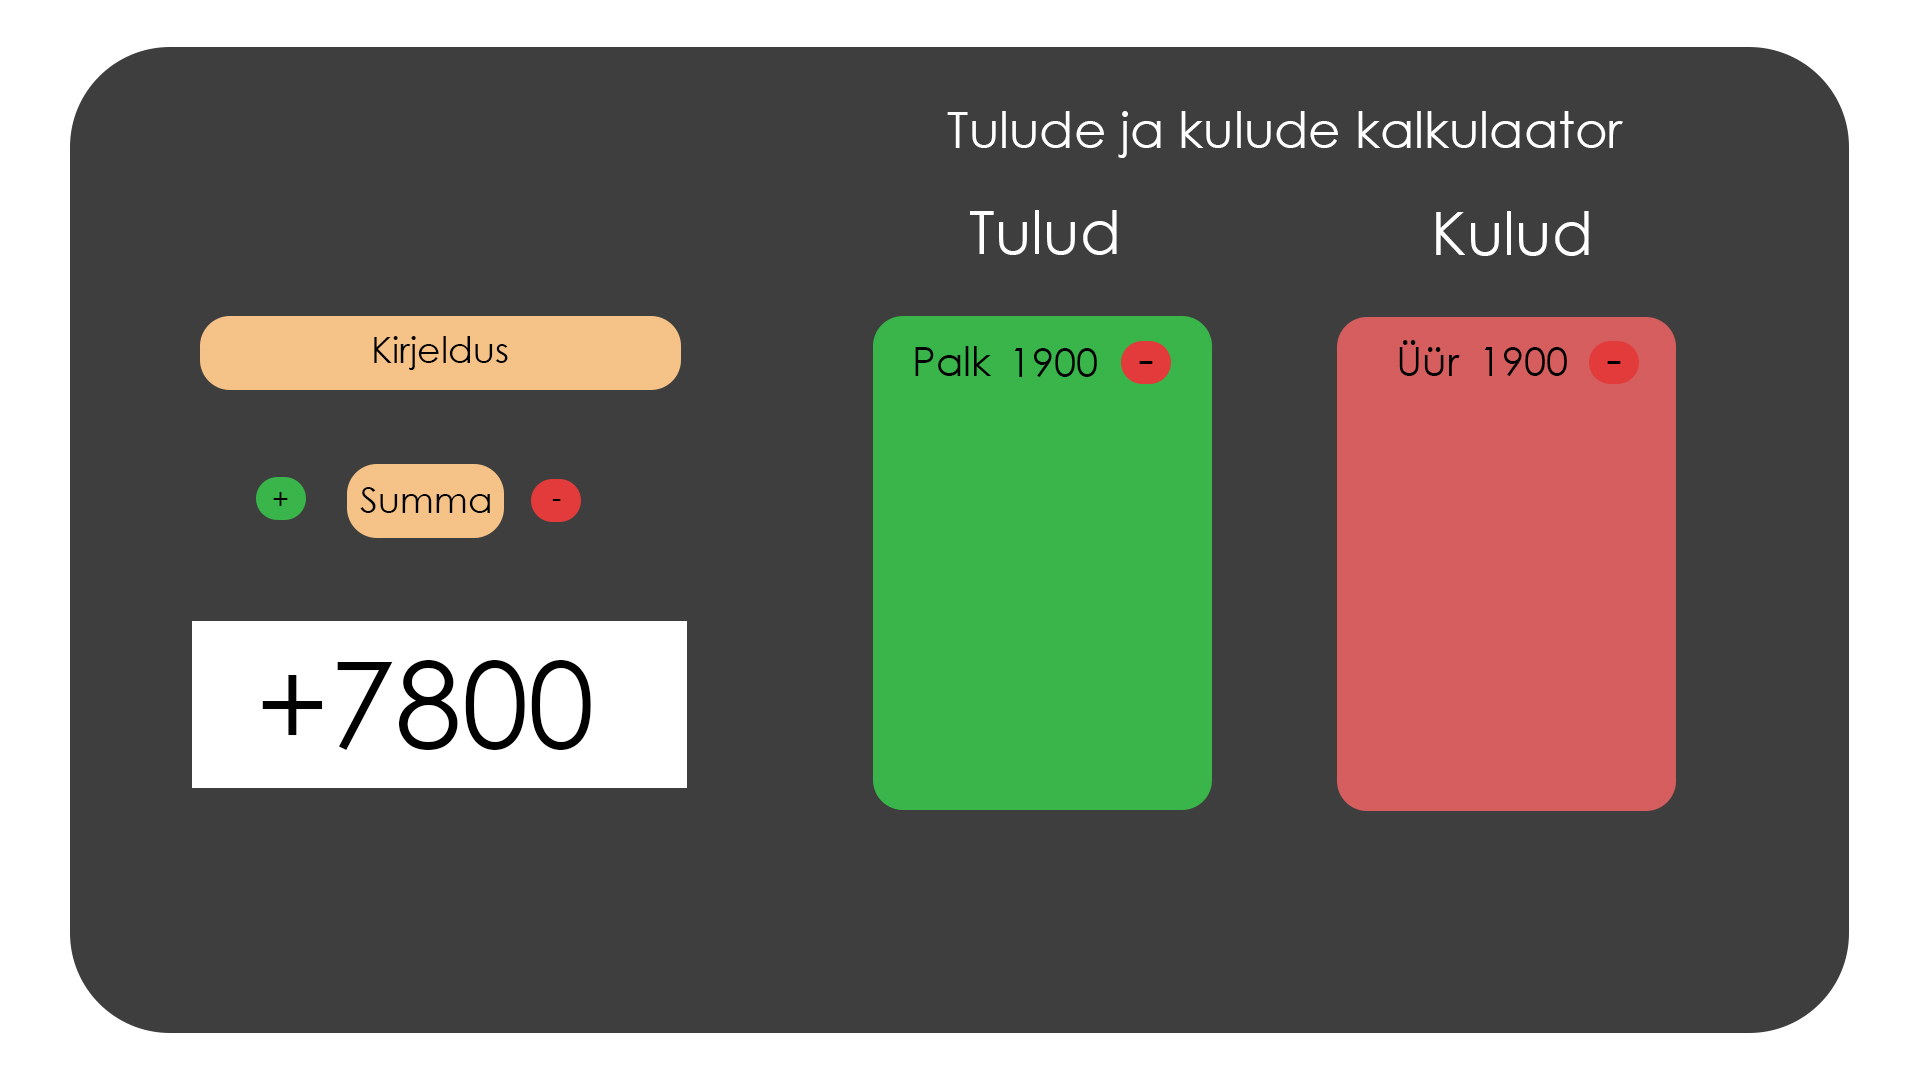 Tulude ja kulude kalkulaator
Tulud Kulud
Kirjeldus
+ Summa -
+7800
Palk 1900 -
Üür 1900 -